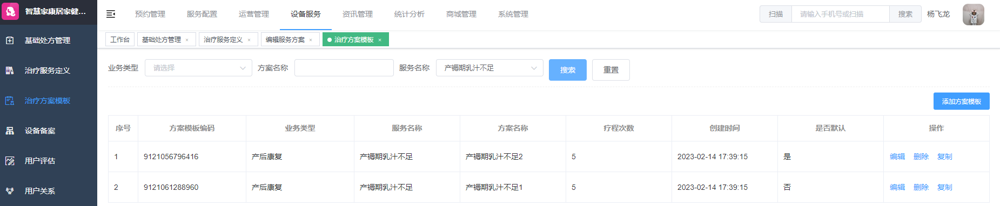 智慧家康居家健...
预约管理 服务配置 运营管理 设备服务 资讯管理 统计分析 商城管理 系统管理
扫描 请输入手机号或扫描 搜索 杨飞龙
工作台 基础处方管理 × 治疗服务定义 × 编辑服务方案 × 治疗方案模板 ×
基础处方管理
治疗服务定义
治疗方案模板
设备备案
用户评估
用户关系
业务类型 请选择 方案名称 服务名称 产褥期乳汁不足 搜索 重置
添加方案模板
序号 方案模板编码 业务类型 服务名称 方案名称 疗程次数 创建时间 是否默认 操作
1 9121056796416 产后康复 产褥期乳汁不足 产褥期乳汁不足2 5 2023-02-14 17:39:15 是 编辑 删除 复制
2 9121061288960 产后康复 产褥期乳汁不足 产褥期乳汁不足1 5 2023-02-14 17:39:15 否 编辑 删除 复制